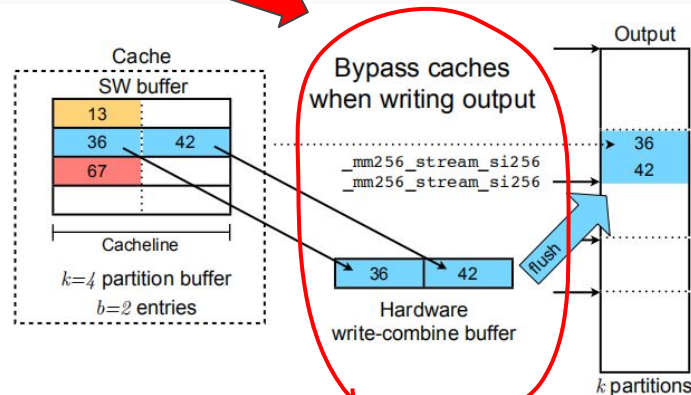 Cache
SW buffer
13
36 42
67
Cacheline
k=4 partition buffer
b=2 entries
Bypass caches
when writing output
_mm256_stream_si256
_mm256_stream_si256
36 42
Hardware
write-combine buffer
flush
Output
36
42
k partitions